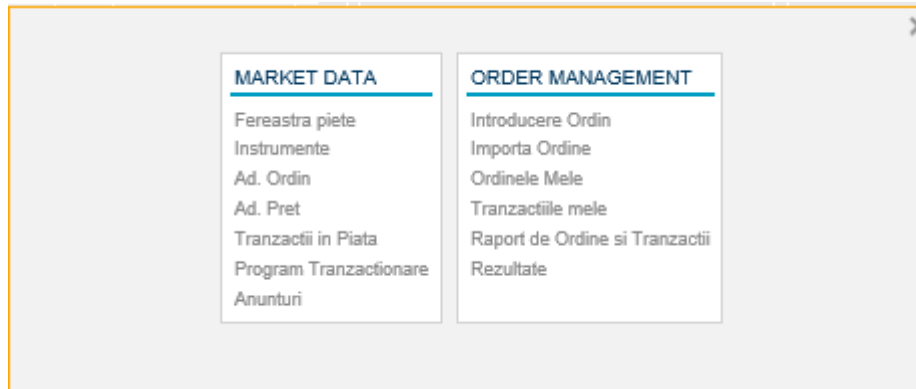 MARKET DATA
Fereastra piete
Instrumente
Ad. Ordin
Ad. Pret
Tranzactii in Piata
Program Tranzactionare
Anunturi
ORDER MANAGEMENT
Introducere Ordin
Importa Ordine
Ordinele Mele
Tranzactiile mele
Raport de Ordine si Tranzactii
Rezultate